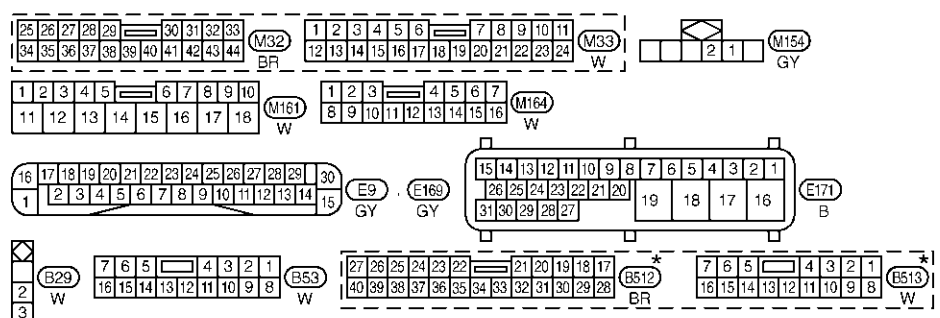 25 26 27 28 29 30 31 32 33 M32 1 2 3 4 5 6 7 8 9 10 11 M33 M154
34 35 36 37 38 39 40 41 42 43 44 BR 12 13 14 15 16 17 18 19 20 21 22 23 24 W 2 1 GY
1 2 3 4 5 6 7 8 9 10 M161 1 2 3 4 5 6 7 M164
11 12 13 14 15 16 17 18 W 8 9 10 11 12 13 14 15 16 W
16 17 18 19 20 21 22 23 24 25 26 27 28 29 30 E9 , E169 15 14 13 12 11 10 9 8 7 6 5 4 3 2 1 E171
1 2 3 4 5 6 7 8 9 10 11 12 13 14 15 GY GY 26 25 24 23 22 21 20 19 18 17 16 B
31 30 29 28 27
B29 7 6 5 4 3 2 1 B53 27 26 25 24 23 22 21 20 19 18 17 * B512 7 6 5 4 3 2 1 * B513
2 W 16 15 14 13 12 11 10 9 8 W 40 39 38 37 36 35 34 33 32 31 30 29 28 BR 16 15 14 13 12 11 10 9 8 W
3